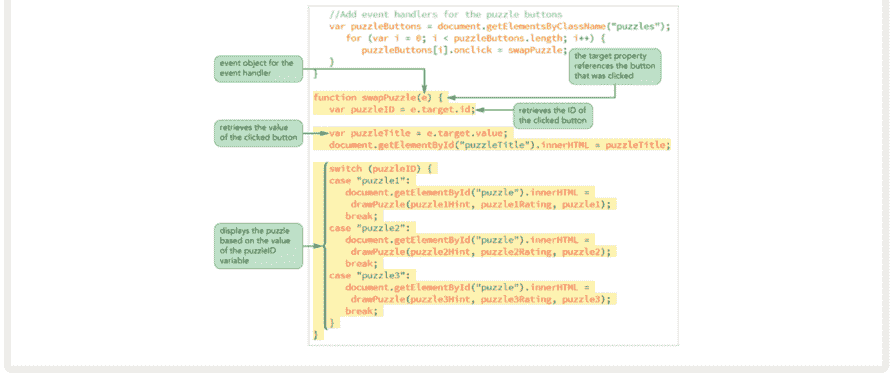 //Add event handlers for the puzzle buttons
var puzzleButtons = document.getElementsByClassName("puzzles");
for (var i = 0; i < puzzleButtons.length; i++) {
puzzleButtons[i].onclick = swapPuzzle;
}
}
event object for the
event handler
the target property
references the button
that was clicked
function swapPuzzle(e) {
var puzzleID = e.target.id;
retrieves the ID of
the clicked button
retrieves the value
of the clicked button
var puzzleTitle = e.target.value;
document.getElementById("puzzleTitle").innerHTML = puzzleTitle;
switch (puzzleID) {
case "puzzle1":
document.getElementById("puzzle").innerHTML =
drawPuzzle(puzzle1Hint, puzzle1Rating, puzzle1);
break;
case "puzzle2":
document.getElementById("puzzle").innerHTML =
drawPuzzle(puzzle2Hint, puzzle2Rating, puzzle2);
break;
case "puzzle3":
document.getElementById("puzzle").innerHTML =
drawPuzzle(puzzle3Hint, puzzle3Rating, puzzle3);
break;
}
}
displays the puzzle
based on the value
of the puzzleID
variable